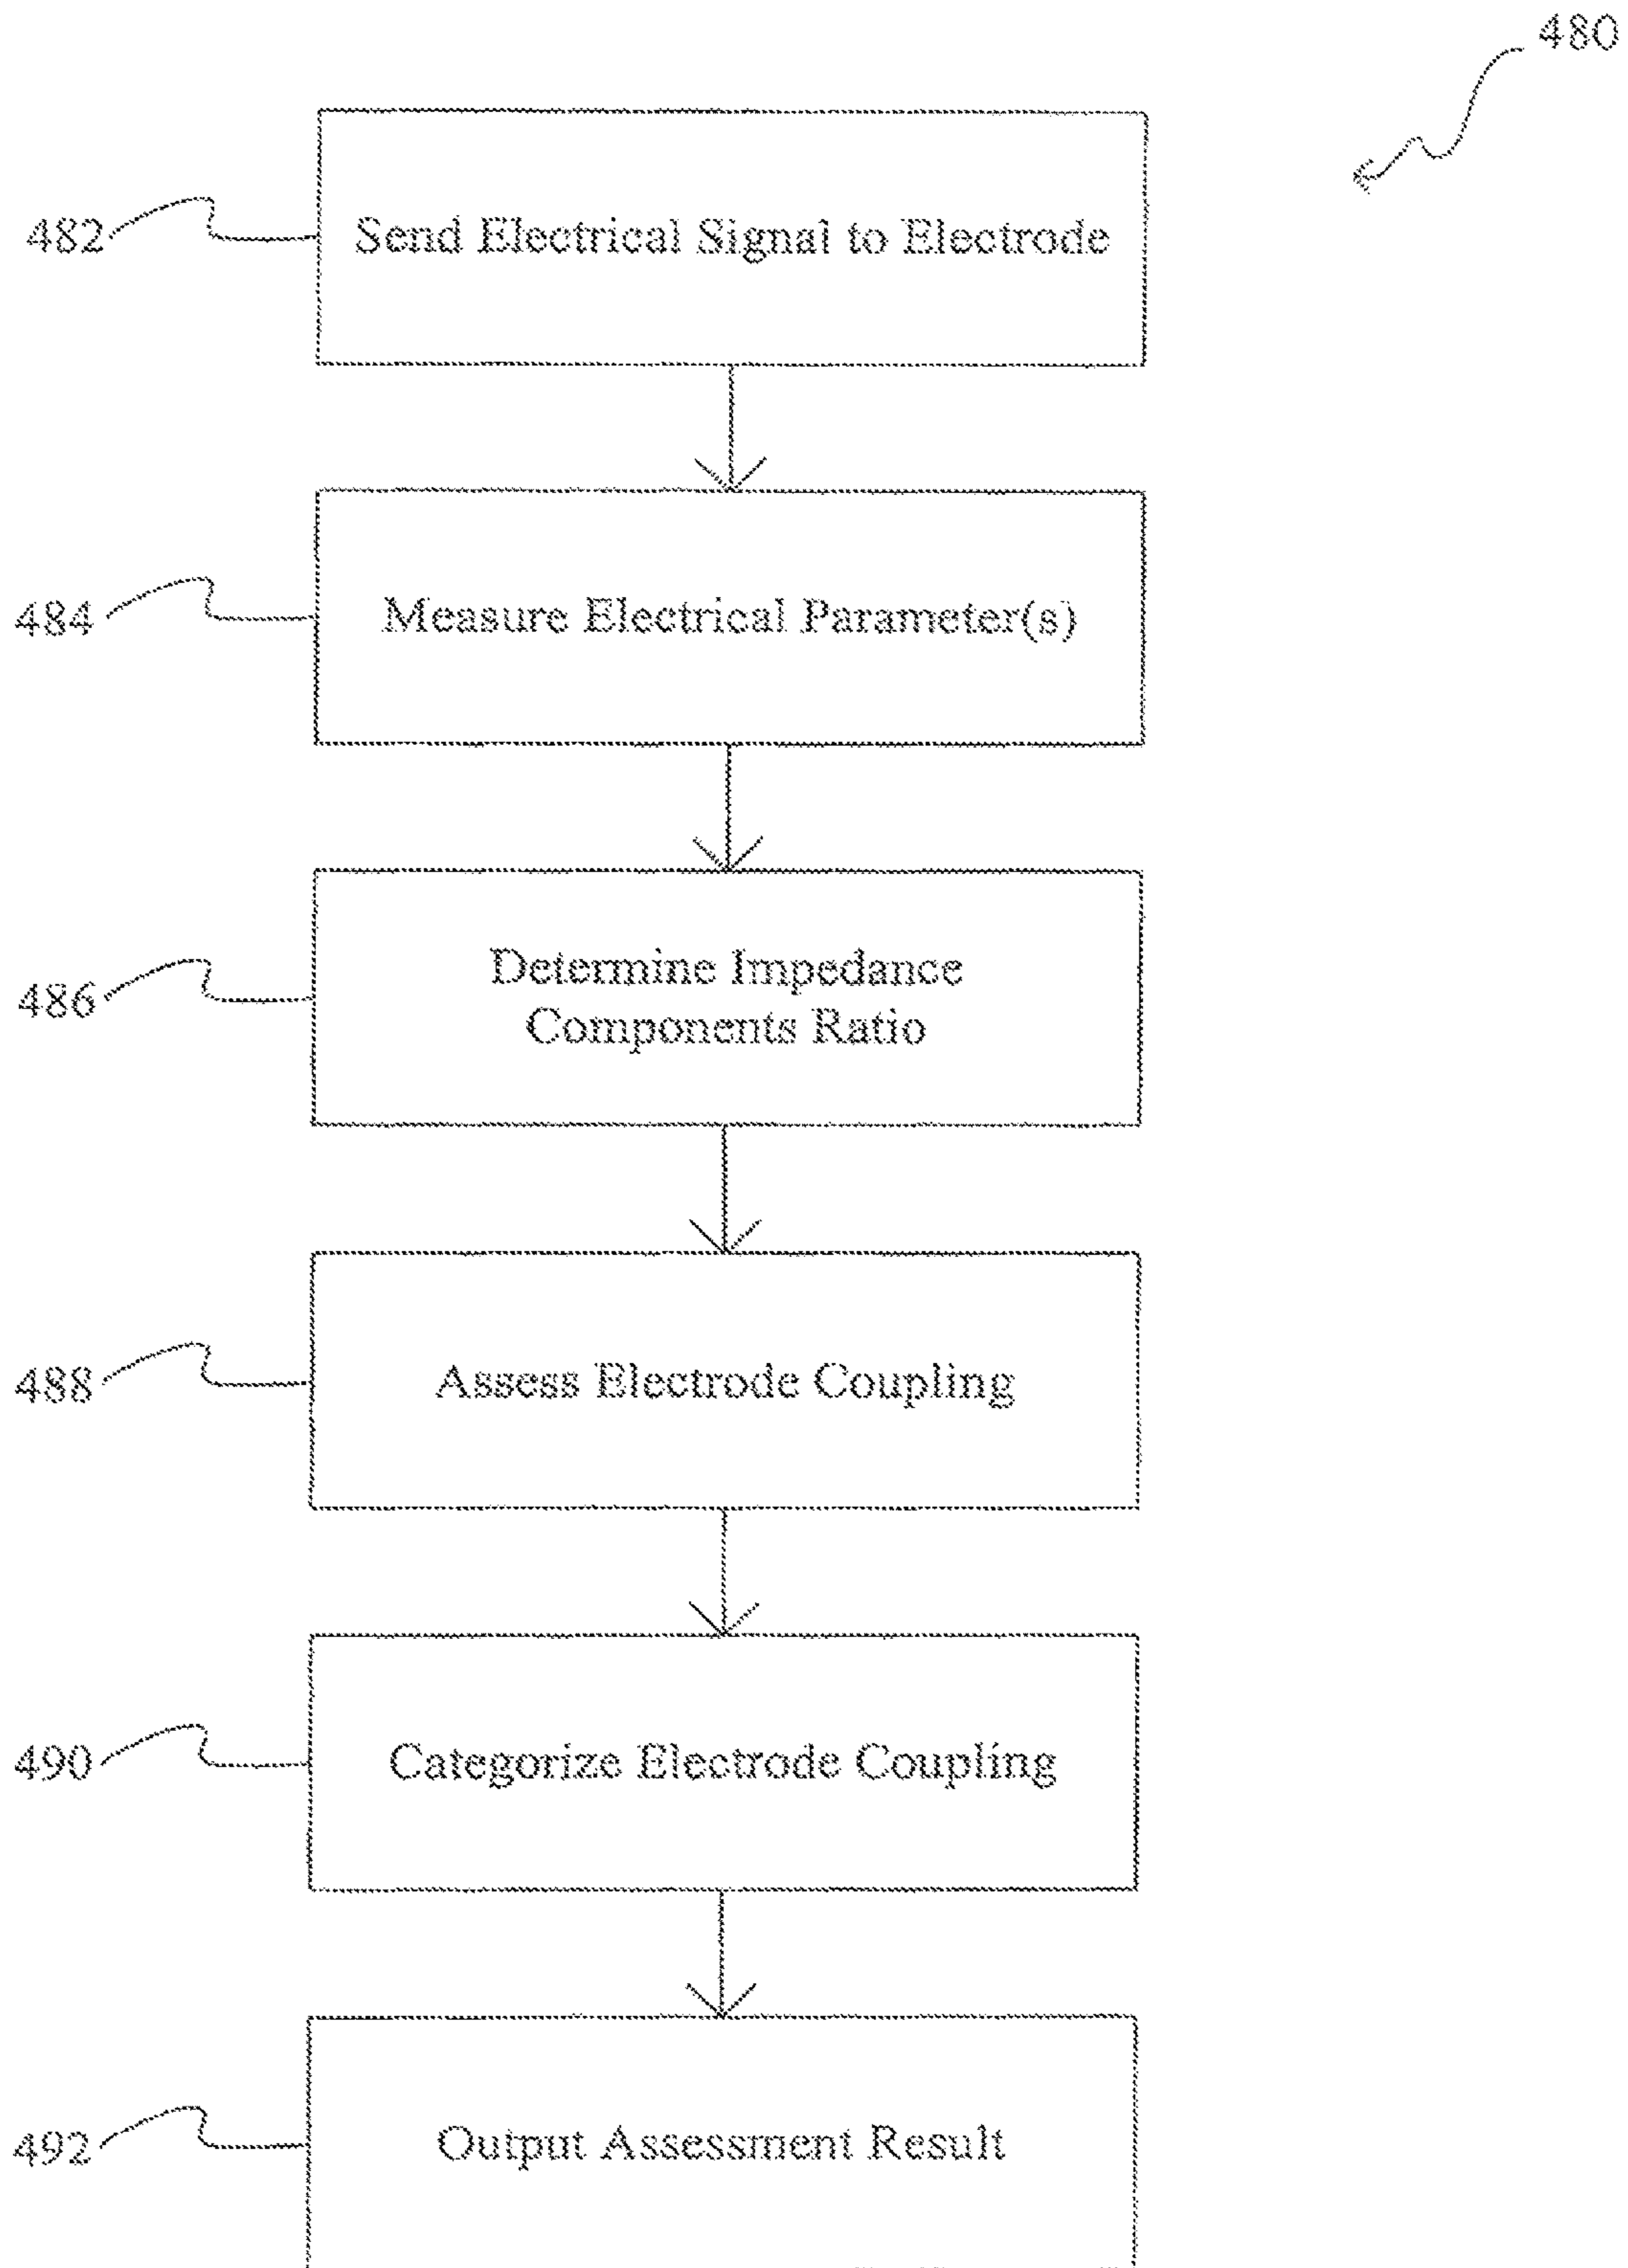 480
482
Send Electrical Signal to Electrode
484
Measure Electrical Parameter(s)
486
Determine Impedance
Components Ratio
488
Assess Electrode Coupling
490
Categorize Electrode Coupling
492
Output Assessment Result